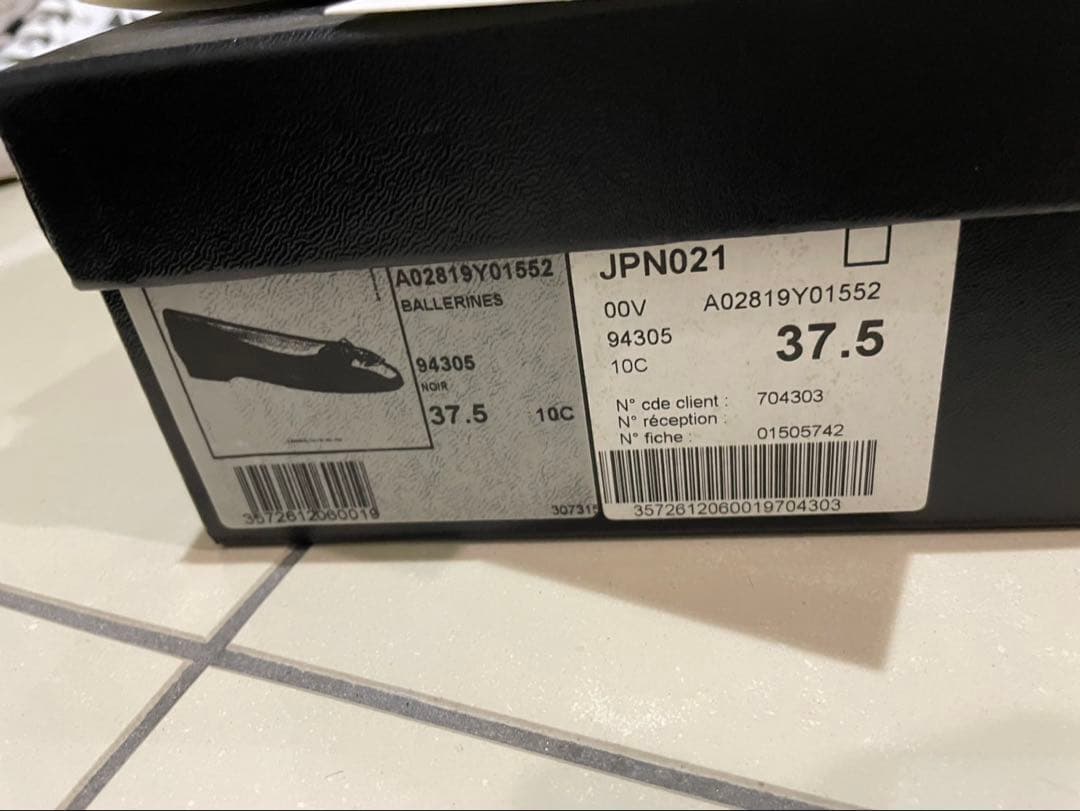 A02819Y01552
BALLERINES
94305
NOIR
37.5 10C
3572612060019
30731
JPN021
00V A02819Y01552
94305 37.5
10C
N° cde client : 704303
N° réception :
N° fiche : 01505742
3572612060019704303